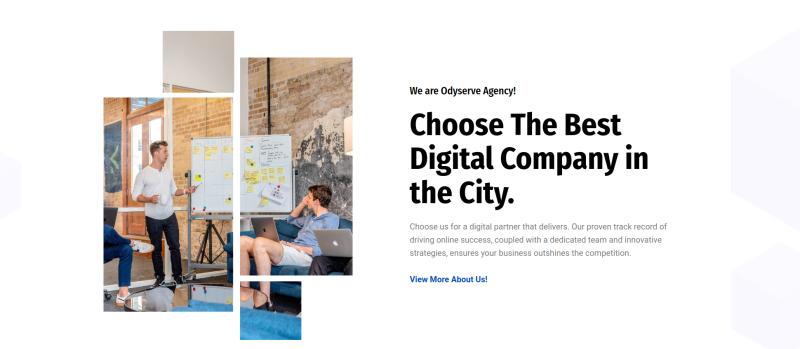 We are Odyserve Agency!
Choose The Best
Digital Company in
the City.
Choose us for a digital partner that delivers. Our proven track record of
driving online success, coupled with a dedicated team and innovative
strategies, ensures your business outshines the competition.
View More About Us!